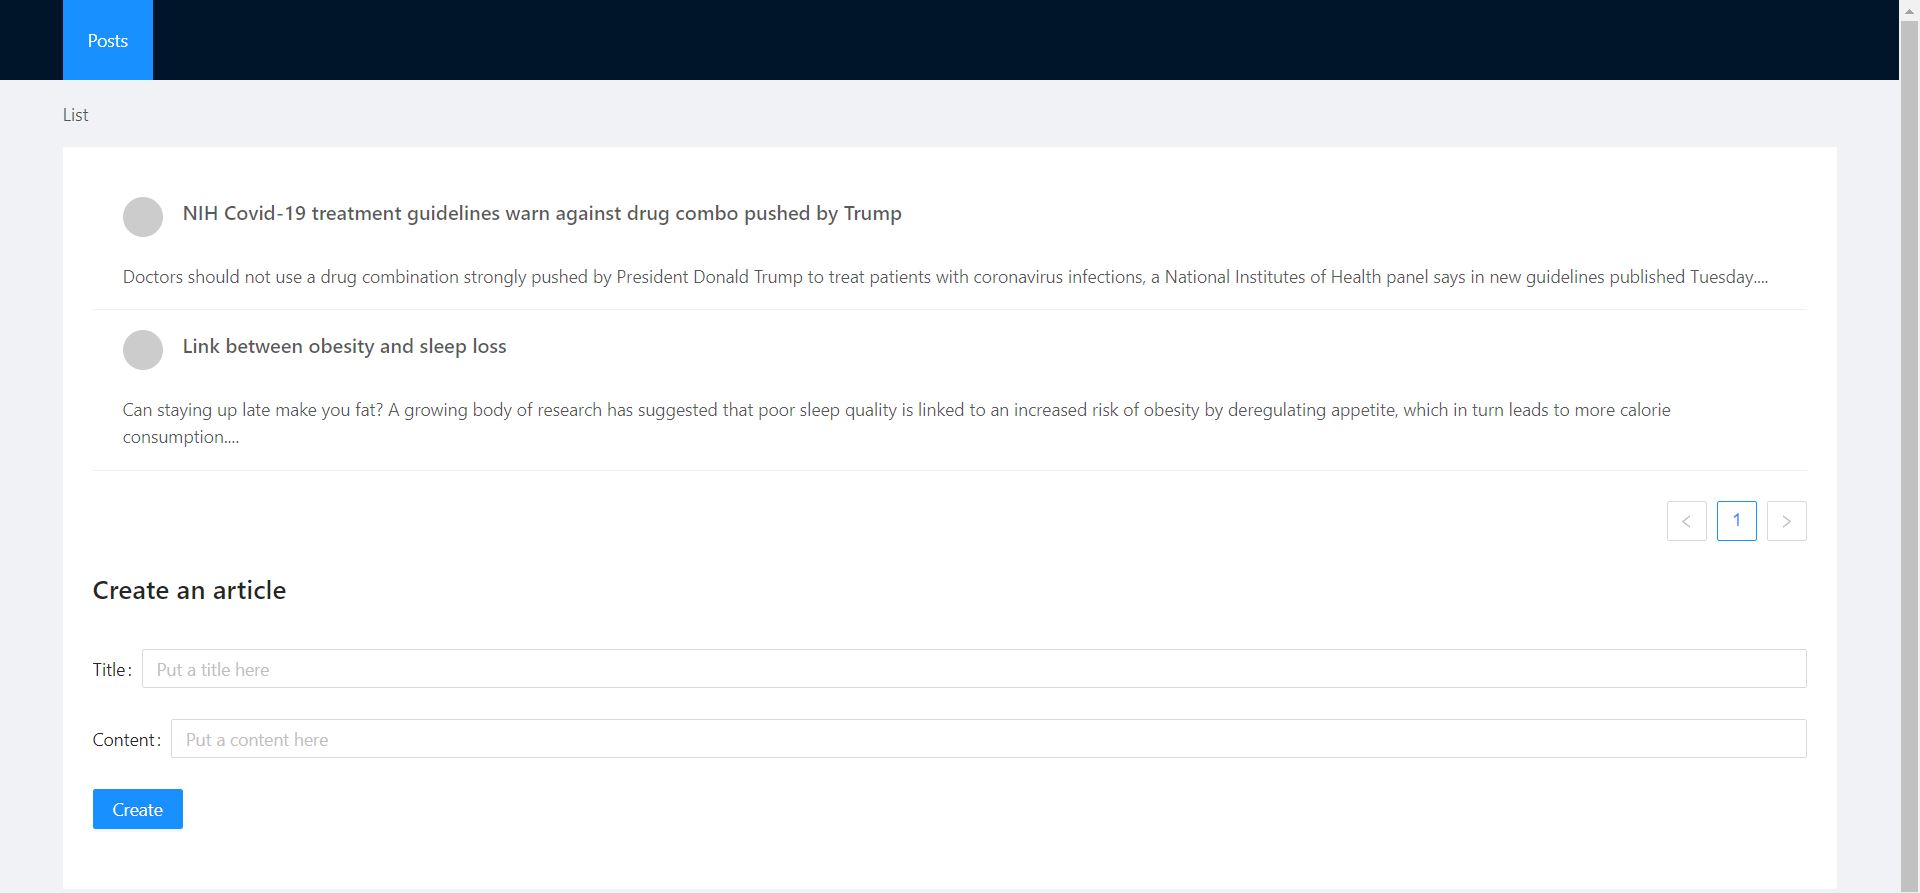 Posts
List
NIH Covid-19 treatment guidelines warn against drug combo pushed by Trump
Doctors should not use a drug combination strongly pushed by President Donald Trump to treat patients with coronavirus infections, a National Institutes of Health panel says in new guidelines published Tuesday....
Link between obesity and sleep loss
Can staying up late make you fat? A growing body of research has suggested that poor sleep quality is linked to an increased risk of obesity by deregulating appetite, which in turn leads to more calorie
consumption....
< 1 >
Create an article
Title: Put a title here
Content: Put a content here
Create